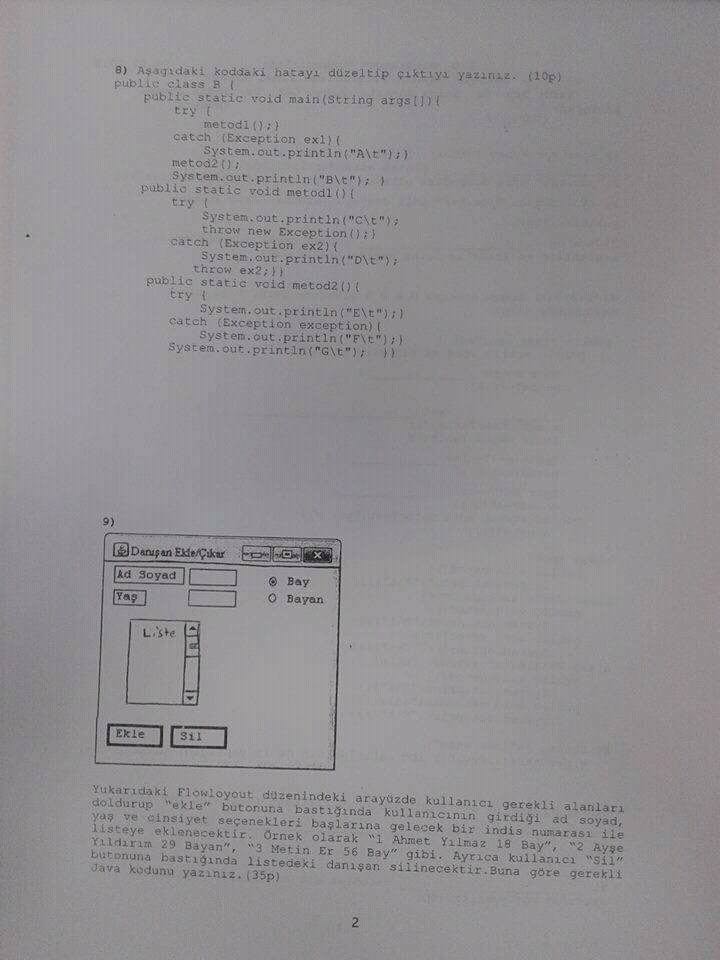 8) Aşagıdaki koddaki hatayı düzeltip çıktıyı yazınız. (10p)
public class B {
public static void main(String args[]){
try {
metod1();}
catch (Exception ex1){
System.out.println("A\t");}
metod2();
System.out.println("B\t"); }
public static void metod1(){
try {
System.out.println("C\t");
throw new Exception();}
catch (Exception ex2){
System.out.println("D\t");
throw ex2;}}
public static void metod2(){
try {
System.out.println("E\t");}
catch (Exception exception){
System.out.println("F\t");}
System.out.println("G\t"); }}
9)
Danışan Ekle/Çıkar
Ad Soyad
Bay
Yaş
Bayan
Liste
Ekle
Sil
Yukarıdaki Flowloyout düzenindeki arayüzde kullanıcı gerekli alanları
doldurup "ekle" butonuna bastığında kullanıcının girdiği ad soyad,
yaş ve cinsiyet seçenekleri başlarına gelecek bir indis numarası ile
listeye eklenecektir. Örnek olarak "1 Ahmet Yılmaz 18 Bay", "2 Ayşe
Yıldırım 29 Bayan", "3 Metin Er 56 Bay" gibi. Ayrıca kullanıcı "Sil"
butonuna bastığında listedeki danışan silinecektir.Buna göre gerekli
Java kodunu yazınız.(35p)
2